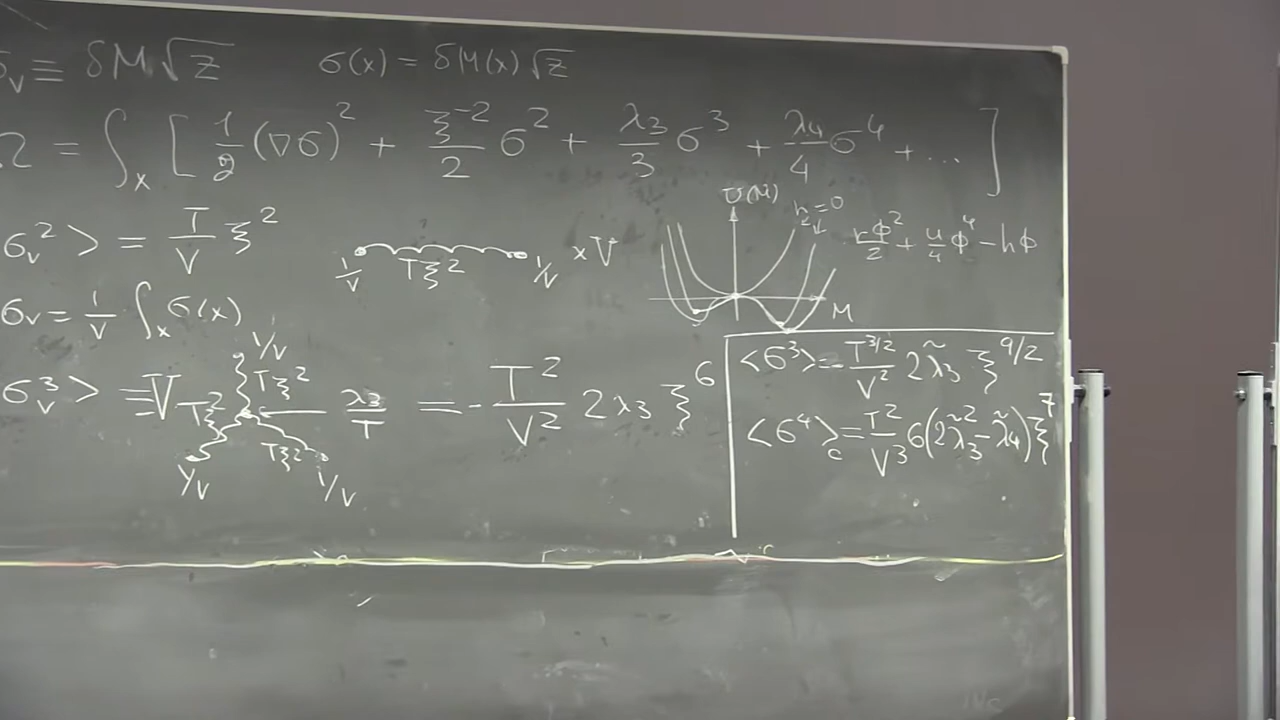 σ_V ≡ δM√Z    σ(x) = δM(x)√Z
Ω = ∫_x [ 1/2 (∇σ)² + ξ⁻²/2 σ² + λ₃/3 σ³ + λ₄/4 σ⁴ + ... ]
σ_V² > = T/V ξ²    1/V Tξ² 1/V ×V
U(M) h=0 M
rΦ²/2 + u/4 Φ⁴ − hΦ
σ_V = 1/V ∫_x σ(x)
σ_V³ > = V 1/V Tξ² Tξ² Tξ² 1/V 1/V λ₃/T = − T²/V² 2λ₃ ξ⁶
<σ³> = − T^{3/2}/V² 2λ̃₃ ξ^{9/2}
<σ⁴>_c = T²/V³ 6(2λ̃₃² − λ̃₄) ξ⁷